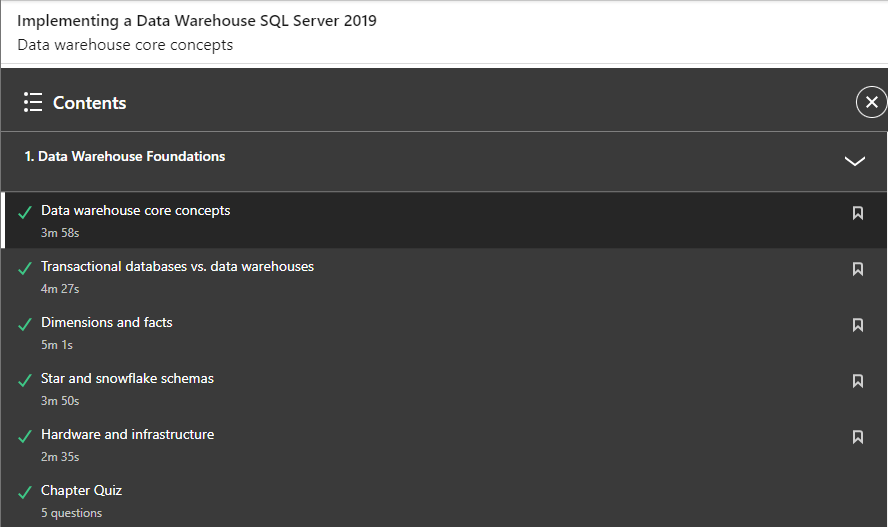 Implementing a Data Warehouse SQL Server 2019
Data warehouse core concepts
Contents
1. Data Warehouse Foundations
Data warehouse core concepts
3m 58s
Transactional databases vs. data warehouses
4m 27s
Dimensions and facts
5m 1s
Star and snowflake schemas
3m 50s
Hardware and infrastructure
2m 35s
Chapter Quiz
5 questions